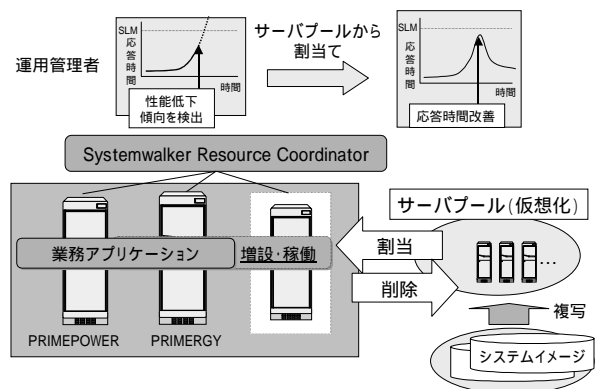 SLM
応答時間
時間
性能低下
傾向を検出
運用管理者
サーバプールから
割当て
SLM
応答時間
時間
応答時間改善
Systemwalker Resource Coordinator
業務アプリケーション
増設・稼働
PRIMEPOWER
PRIMERGY
サーバプール(仮想化)
割当
削除
…
複写
システムイメージ